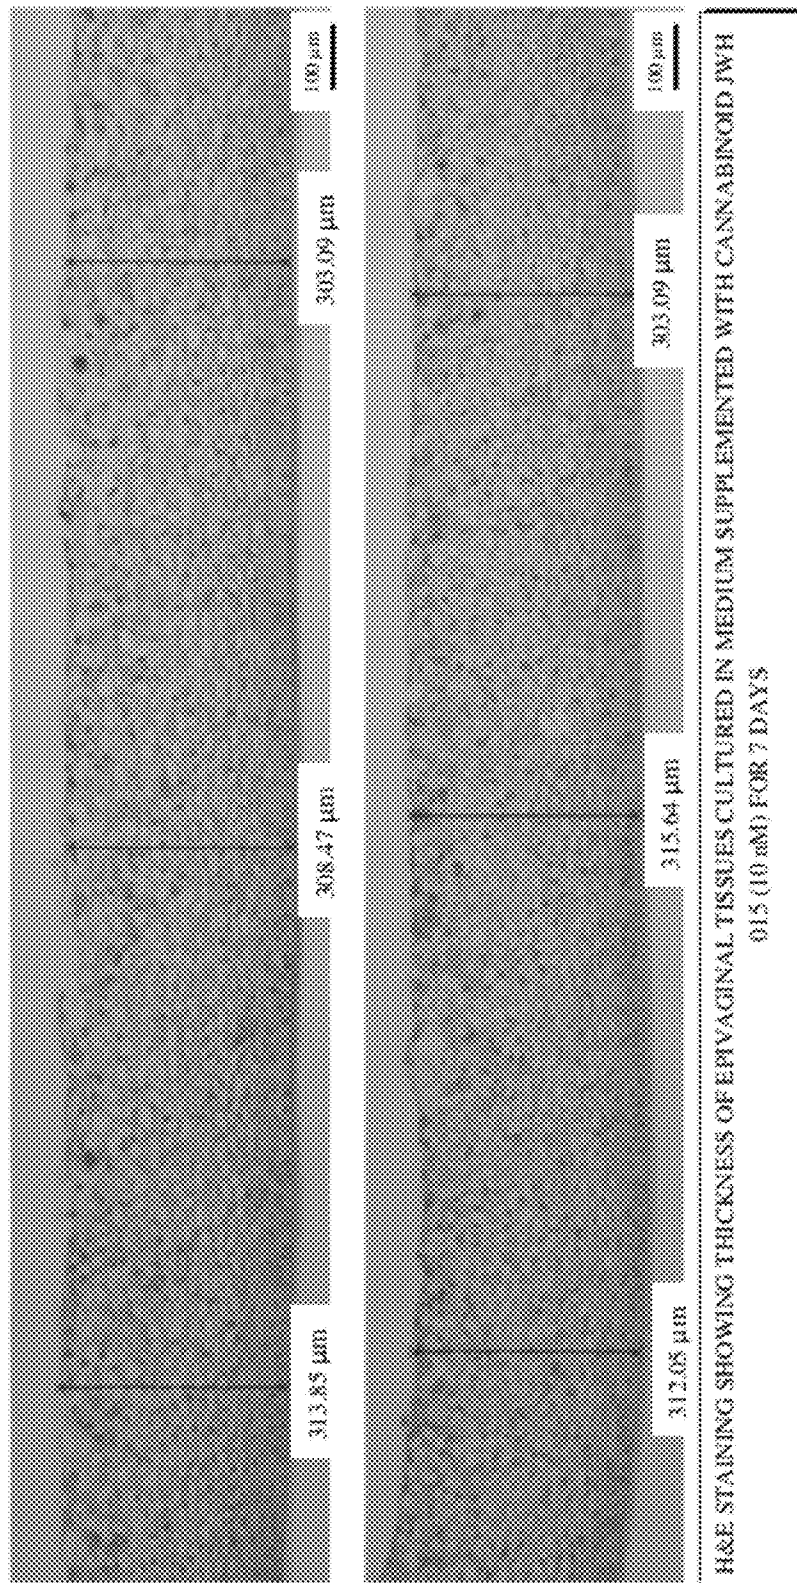 313.85 µm
308.47 µm
303.09 µm
100 µm
312.05 µm
315.64 µm
303.09 µm
100 µm
H&E STAINING SHOWING THICKNESS OF EPIVAGINAL TISSUES CULTURED IN MEDIUM SUPPLEMENTED WITH CANNABINOID JWH
015 (10 nM) FOR 7 DAYS